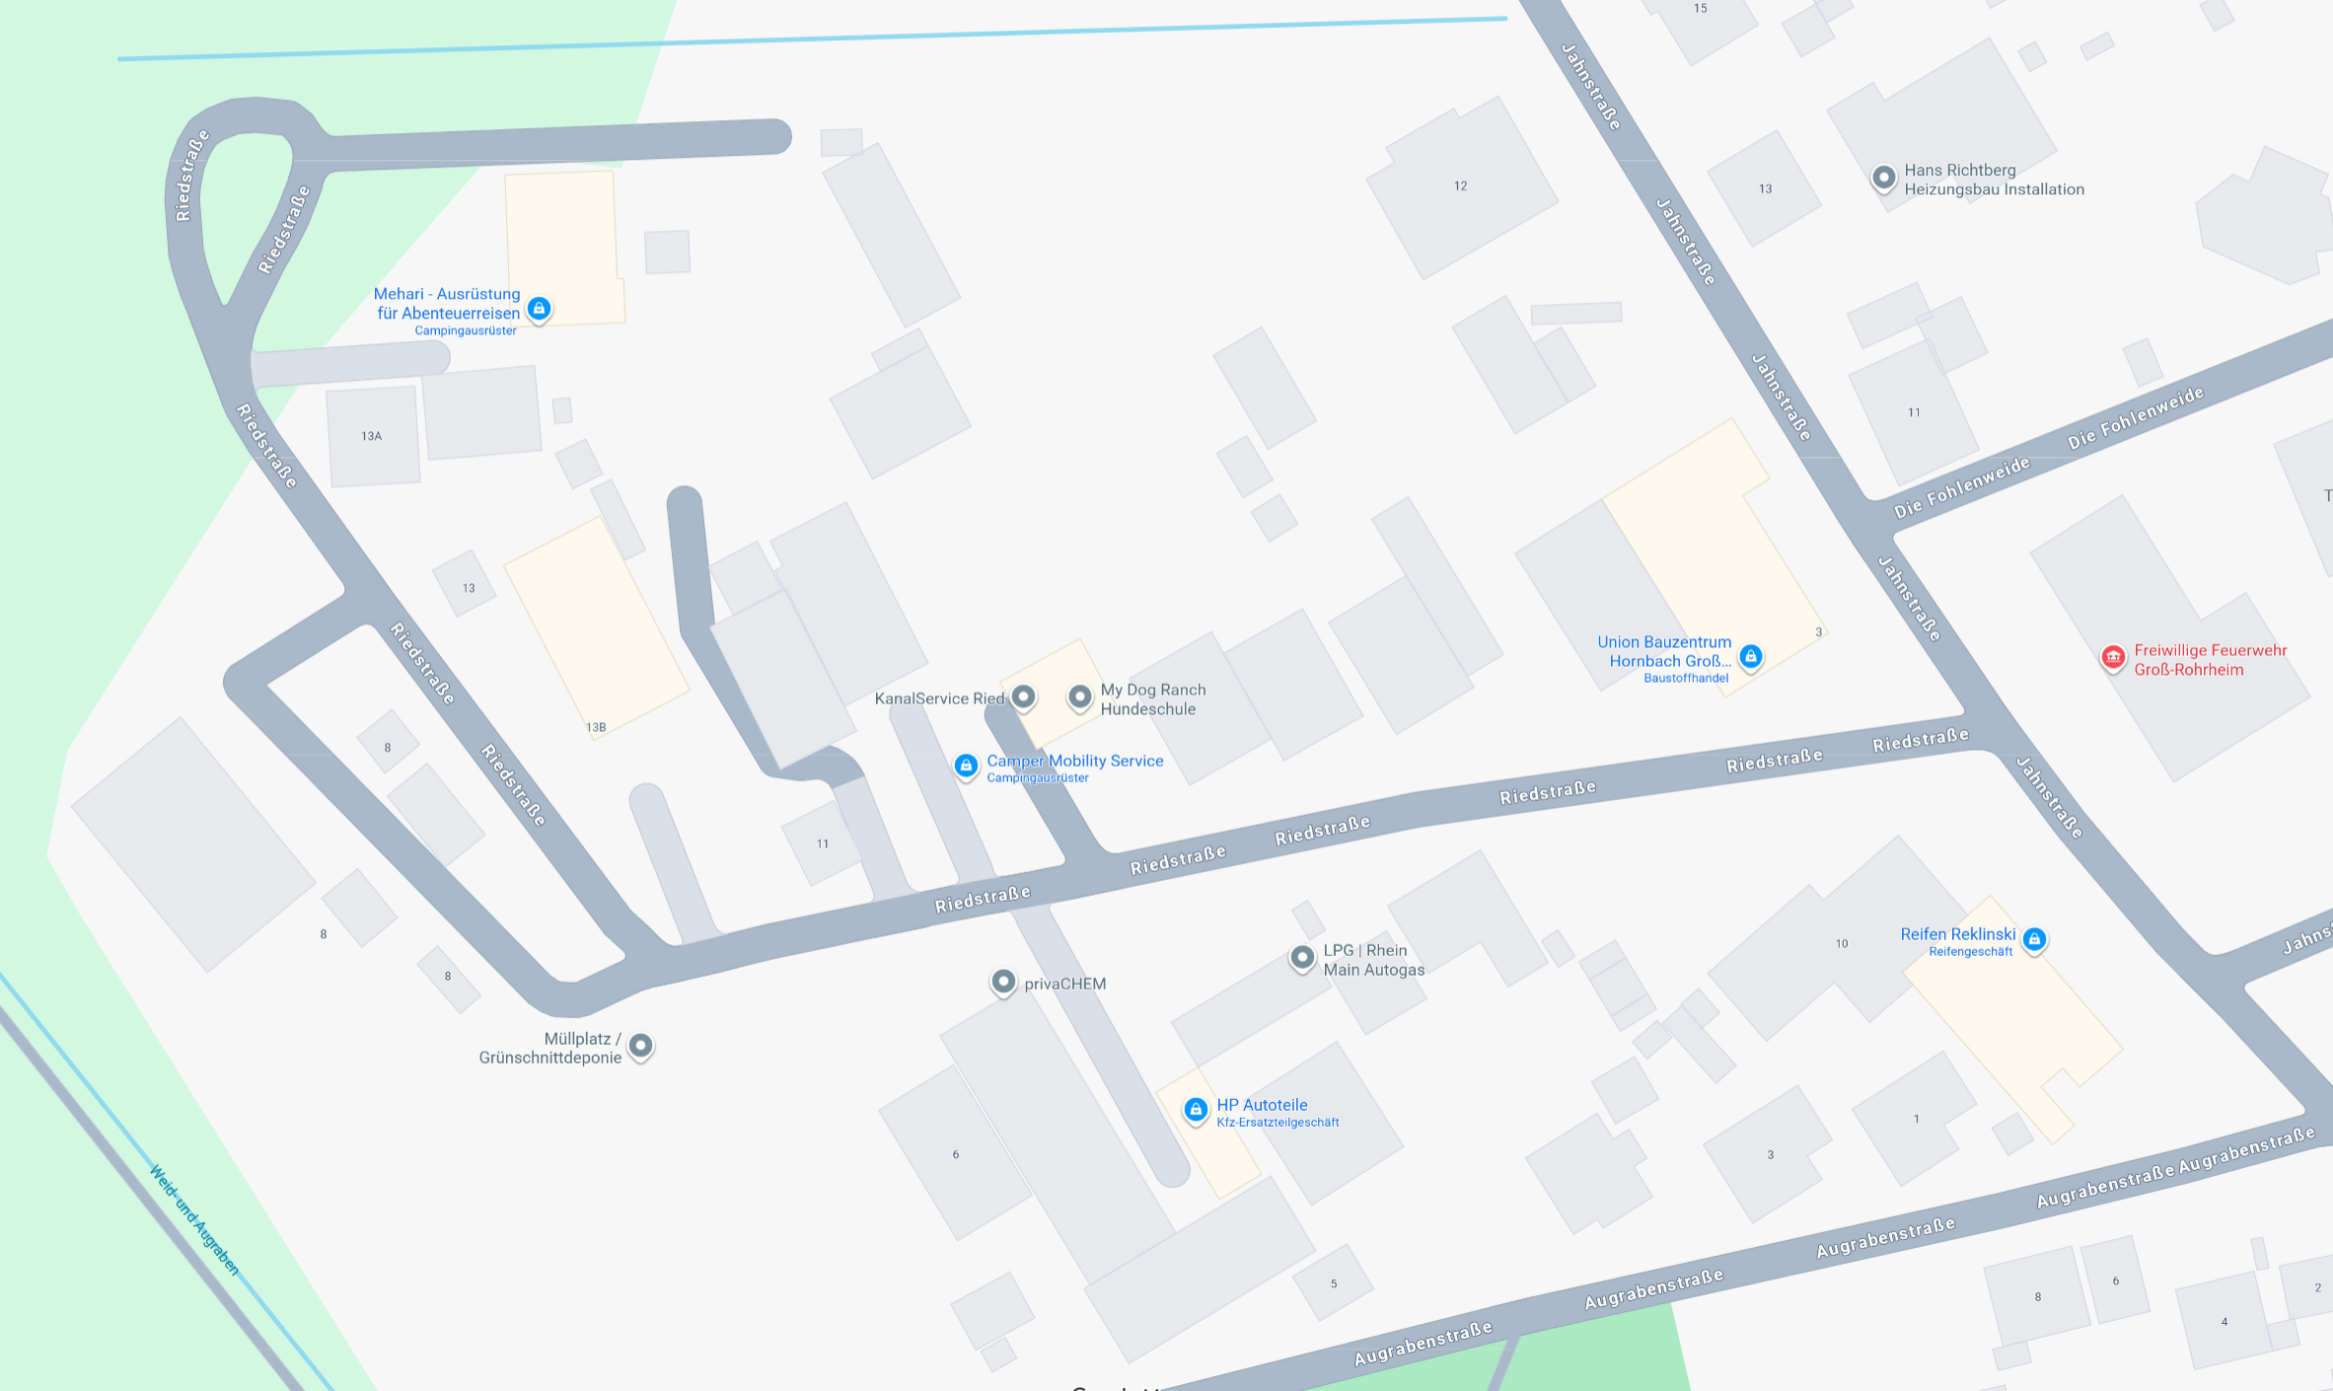 15
Jahnstraße
12
13
Hans Richtberg
Heizungsbau Installation
Riedstraße
Riedstraße
Jahnstraße
Mehari - Ausrüstung
für Abenteuerreisen
Campingausrüster
Jahnstraße
11
Die Fohlenweide
Die Fohlenweide
13A
Riedstraße
T
13
Jahnstraße
Riedstraße
3
Union Bauzentrum
Hornbach Groß...
Baustoffhandel
Freiwillige Feuerwehr
Groß-Rohrheim
KanalService Ried
My Dog Ranch
Hundeschule
13B
8
Riedstraße
Camper Mobility Service
Campingausrüster
Riedstraße
Riedstraße
Riedstraße
Riedstraße
Riedstraße
Riedstraße
Jahnstraße
11
8
8
privaCHEM
LPG | Rhein
Main Autogas
10
Reifen Reklinski
Reifengeschäft
Jahns
Müllplatz /
Grünschnittdeponie
HP Autoteile
Kfz-Ersatzteilgeschäft
6
3
1
Weid- und Augraben
5
Augrabenstraße
Augrabenstraße
Augrabenstraße
Augrabenstraße
Augrabenstraße
8
6
4
2